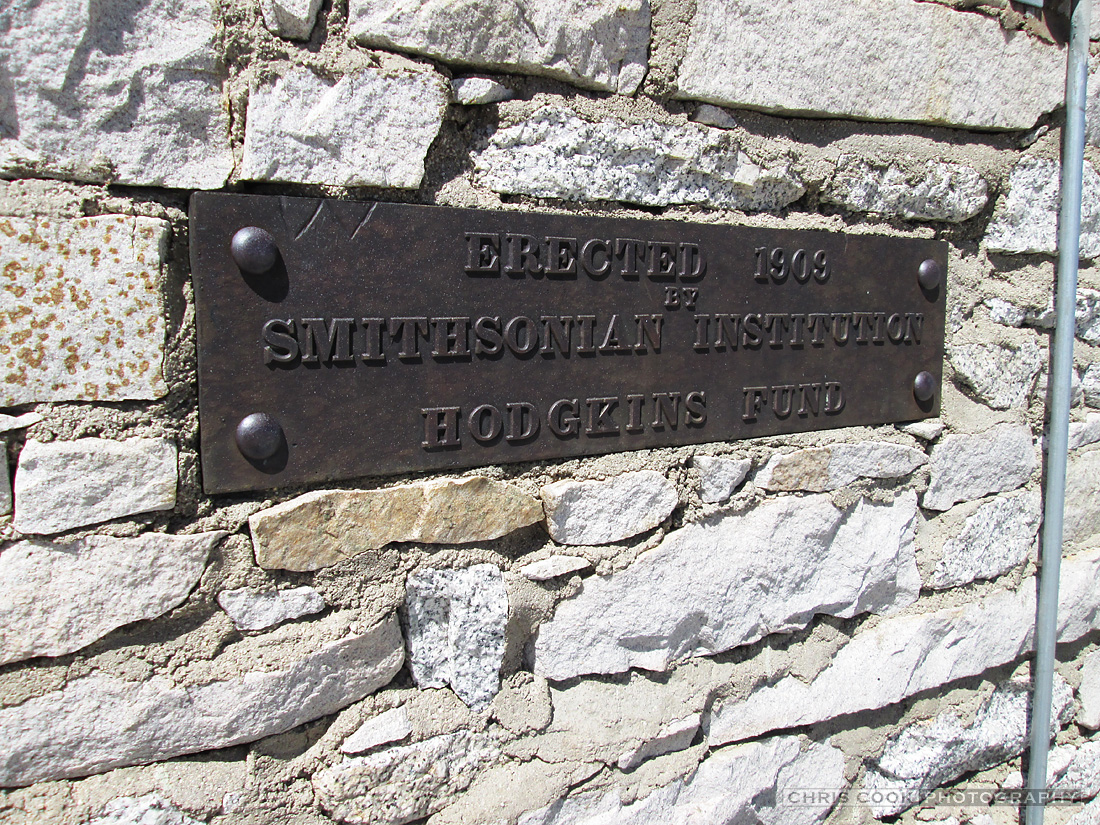 ERECTED 1909
BY
SMITHSONIAN INSTITUTION
HODGKINS FUND
CHRIS COOK PHOTOGRAPHY